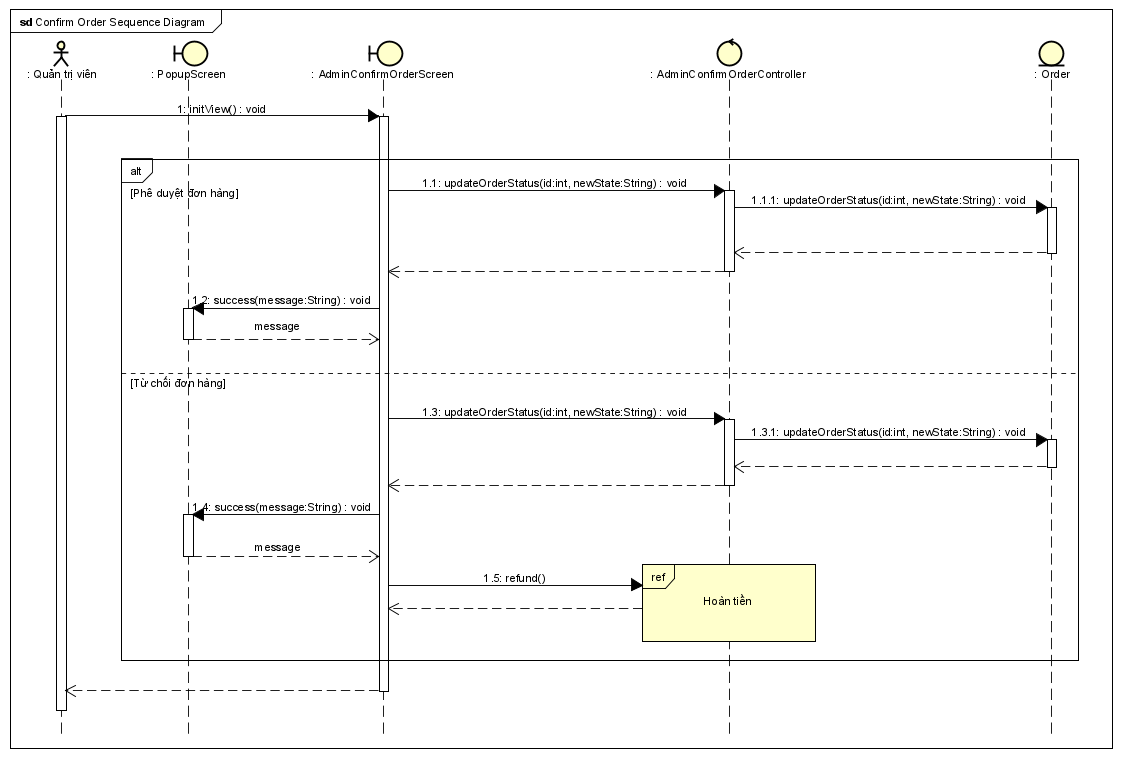 sd Confirm Order Sequence Diagram
: Quản trị viên
: PopupScreen
: AdminConfirmOrderScreen
: AdminConfirmOrderController
: Order
1: initView() : void
alt
[Phê duyệt đơn hàng]
1.1: updateOrderStatus(id:int, newState:String) : void
1.1.1: updateOrderStatus(id:int, newState:String) : void
1.2: success(message:String) : void
message
[Từ chối đơn hàng]
1.3: updateOrderStatus(id:int, newState:String) : void
1.3.1: updateOrderStatus(id:int, newState:String) : void
1.4: success(message:String) : void
message
1.5: refund()
ref
Hoàn tiền